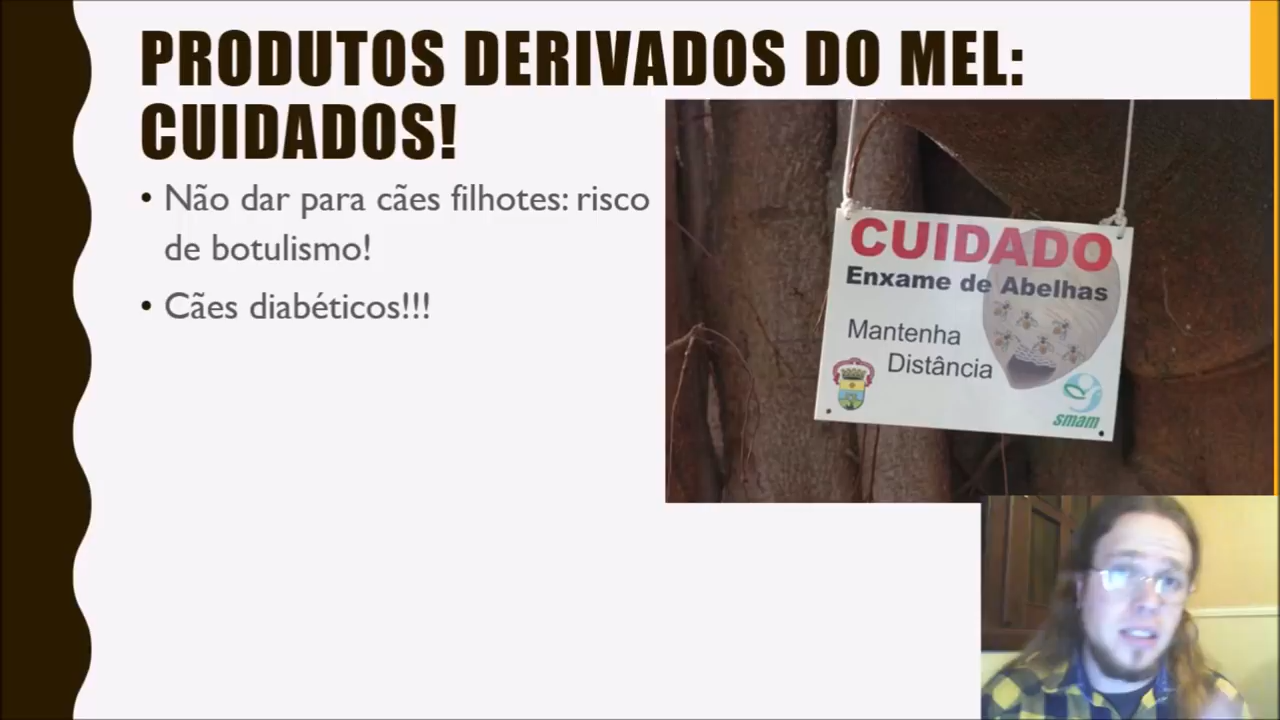 PRODUTOS DERIVADOS DO MEL:
CUIDADOS!
• Não dar para cães filhotes: risco
de botulismo!
• Cães diabéticos!!!
CUIDADO
Enxame de Abelhas
Mantenha
Distância
smam